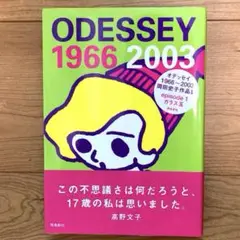 ODESSEY
1966 2003
オデッセイ
1966〜2003
岡田史子作品集
episode 1
ガラス玉
この不思議さは何だろうと、
17歳の私は思いました。
高野文子